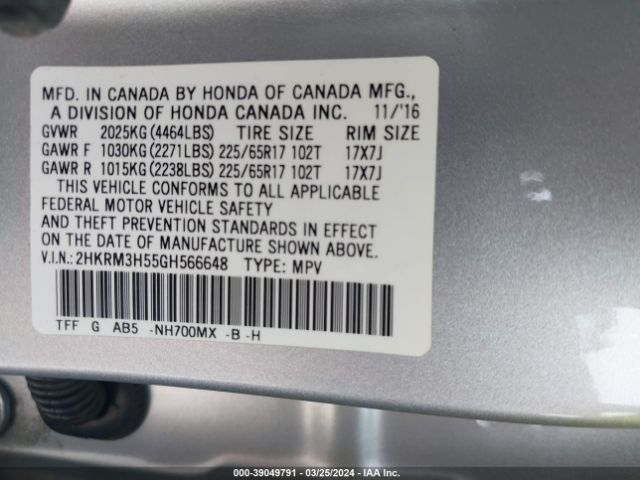 MFD. IN CANADA BY HONDA OF CANADA MFG.,
A DIVISION OF HONDA CANADA INC. 11/'16
GVWR 2025KG (4464LBS) TIRE SIZE RIM SIZE
GAWR F 1030KG (2271LBS) 225/65R17 102T 17X7J
GAWR R 1015KG (2238LBS) 225/65R17 102T 17X7J
THIS VEHICLE CONFORMS TO ALL APPLICABLE
FEDERAL MOTOR VEHICLE SAFETY
AND THEFT PREVENTION STANDARDS IN EFFECT
ON THE DATE OF MANUFACTURE SHOWN ABOVE.
V.I.N.: 2HKRM3H55GH566648 TYPE: MPV
TFF G AB5 -NH700MX -B -H
000-39049791 | 03/25/2024 | IAA Inc.